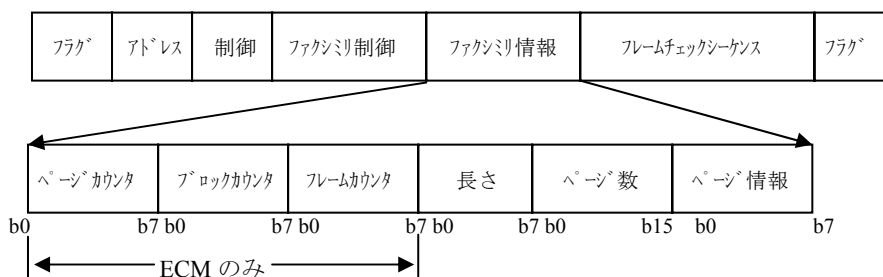 フラグ アドレス 制御 ファクシミリ制御 ファクシミリ情報 フレームチェックシーケンス フラグ
ページカウンタ ブロックカウンタ フレームカウンタ 長さ ページ数 ページ情報
b0 b7 b0 b7 b0 b7 b0 b7 b0 b15 b0 b7
ECM のみ